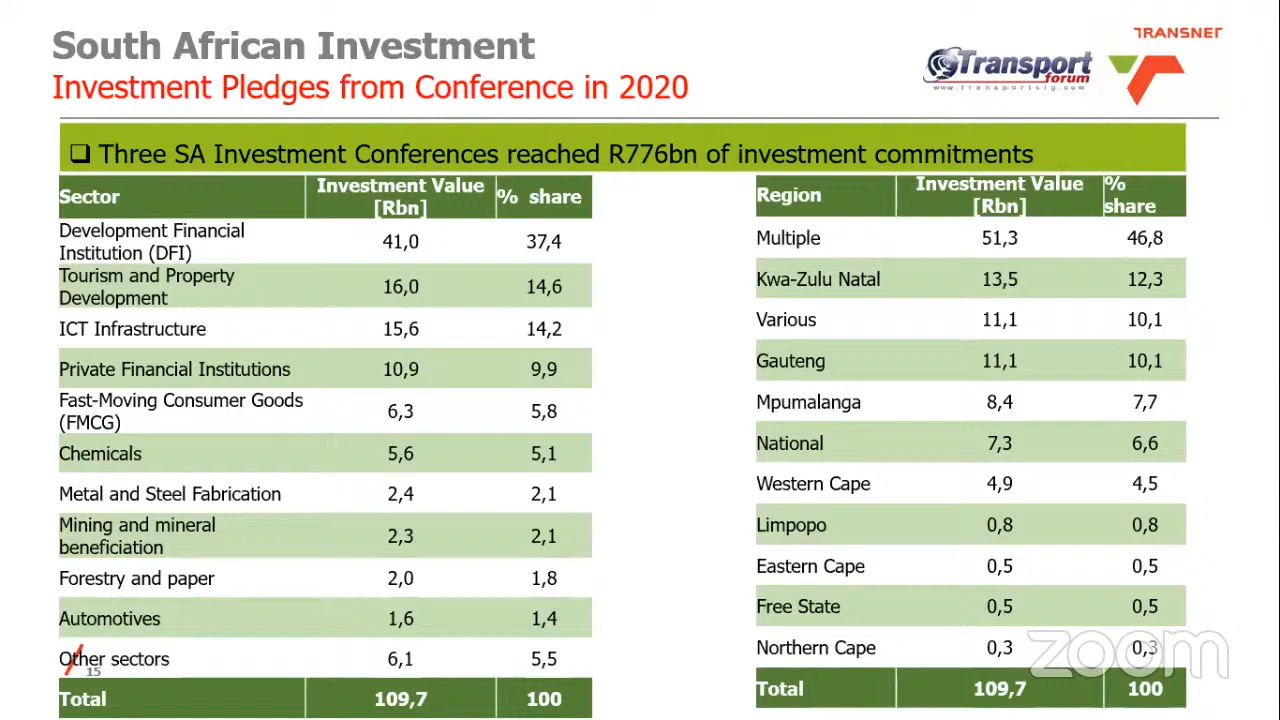 South African Investment
Investment Pledges from Conference in 2020
TRANSNET
Transport
forum
www.transportsig.com
❑ Three SA Investment Conferences reached R776bn of investment commitments
Sector Investment Value [Rbn] % share
Development Financial Institution (DFI) 41,0 37,4
Tourism and Property Development 16,0 14,6
ICT Infrastructure 15,6 14,2
Private Financial Institutions 10,9 9,9
Fast-Moving Consumer Goods (FMCG) 6,3 5,8
Chemicals 5,6 5,1
Metal and Steel Fabrication 2,4 2,1
Mining and mineral beneficiation 2,3 2,1
Forestry and paper 2,0 1,8
Automotives 1,6 1,4
Other sectors 6,1 5,5
Total 109,7 100
Region Investment Value [Rbn] % share
Multiple 51,3 46,8
Kwa-Zulu Natal 13,5 12,3
Various 11,1 10,1
Gauteng 11,1 10,1
Mpumalanga 8,4 7,7
National 7,3 6,6
Western Cape 4,9 4,5
Limpopo 0,8 0,8
Eastern Cape 0,5 0,5
Free State 0,5 0,5
Northern Cape 0,3 0,3
Total 109,7 100
15
zoom